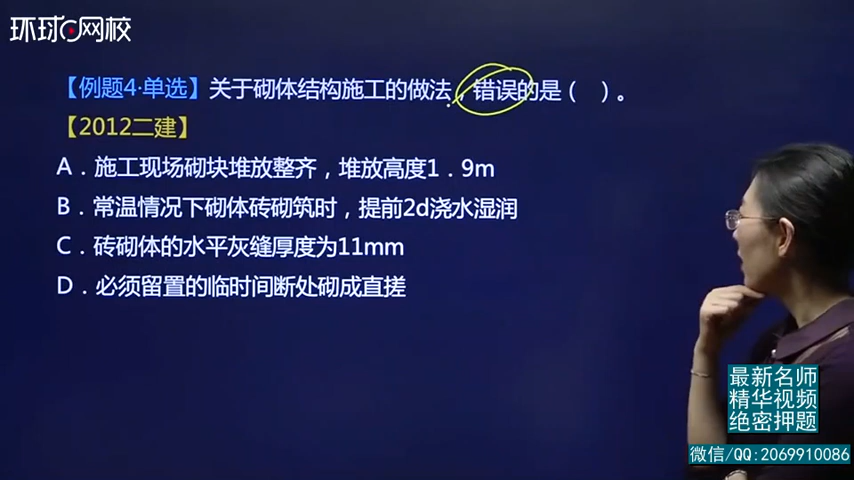 环球网校
【例题4·单选】关于砌体结构施工的做法，错误的是（ ）。
【2012二建】
A．施工现场砌块堆放整齐，堆放高度1．9m
B．常温情况下砌体砖砌筑时，提前2d浇水湿润
C．砖砌体的水平灰缝厚度为11mm
D．必须留置的临时间断处砌成直搓
最新名师
精华视频
绝密押题
微信/QQ:2069910086